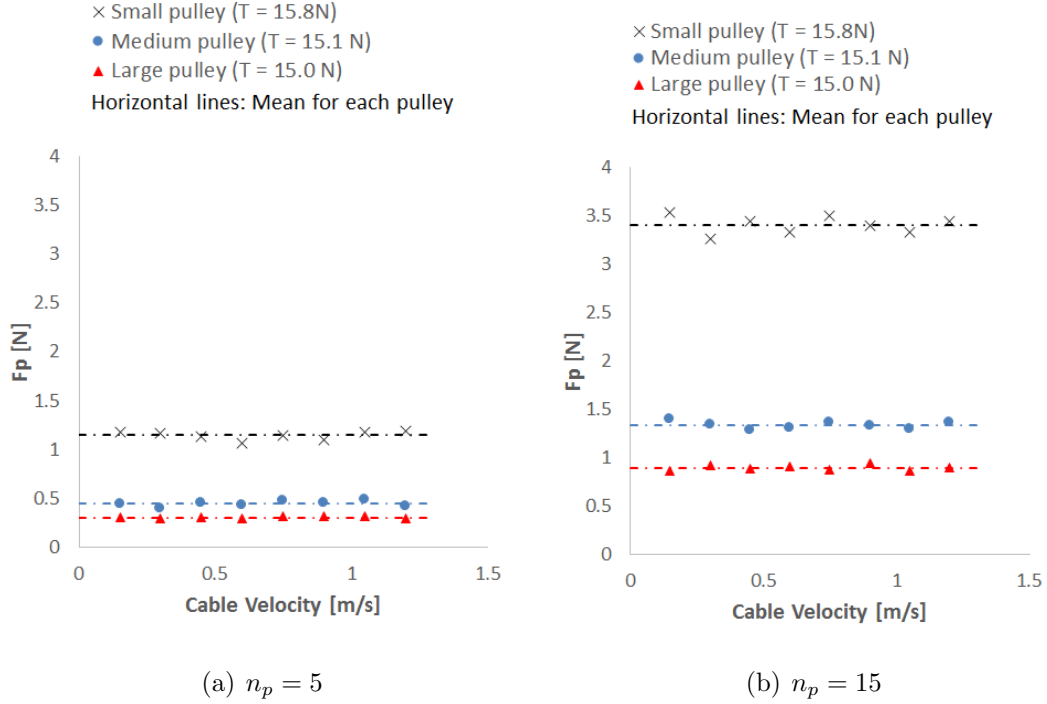 × Small pulley (T = 15.8N)
● Medium pulley (T = 15.1 N)
▲ Large pulley (T = 15.0 N)
Horizontal lines: Mean for each pulley
4
3.5
3
2.5
2
1.5
1
0.5
0
Fp [N]
0 0.5 1 1.5
Cable Velocity [m/s]
(a) n_p = 5
× Small pulley (T = 15.8N)
● Medium pulley (T = 15.1 N)
▲ Large pulley (T = 15.0 N)
Horizontal lines: Mean for each pulley
4
3.5
3
2.5
2
1.5
1
0.5
0
Fp [N]
0 0.5 1 1.5
Cable Velocity [m/s]
(b) n_p = 15